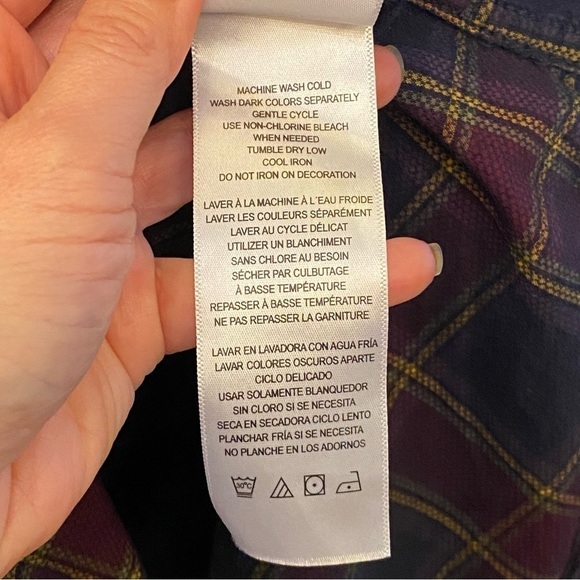 MACHINE WASH COLD
WASH DARK COLORS SEPARATELY
GENTLE CYCLE
USE NON-CHLORINE BLEACH
WHEN NEEDED
TUMBLE DRY LOW
COOL IRON
DO NOT IRON ON DECORATION
LAVER À LA MACHINE À L'EAU FROIDE
LAVER LES COULEURS SÉPARÉMENT
LAVER AU CYCLE DÉLICAT
UTILIZER UN BLANCHIMENT
SANS CHLORE AU BESOIN
SÉCHER PAR CULBUTAGE
À BASSE TEMPÉRATURE
REPASSER À BASSE TEMPÉRATURE
NE PAS REPASSER LA GARNITURE
LAVAR EN LAVADORA CON AGUA FRÍA
LAVAR COLORES OSCUROS APARTE
CICLO DELICADO
USAR SOLAMENTE BLANQUEDOR
SIN CLORO SI SE NECESITA
SECA EN SECADORA CICLO LENTO
PLANCHAR FRÍA SI SE NECESITA
NO PLANCHE EN LOS ADORNOS
30°C